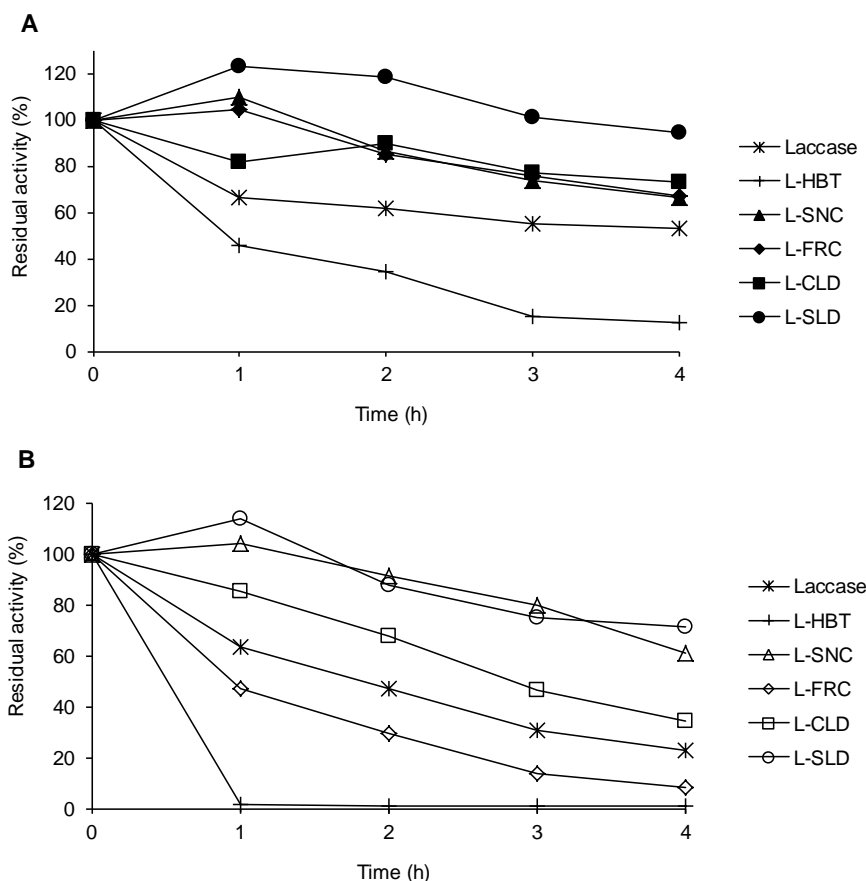 A
Residual activity (%)
120
100
80
60
40
20
0
0 1 2 3 4
Time (h)
Laccase
L-HBT
L-SNC
L-FRC
L-CLD
L-SLD
B
Residual activity (%)
120
100
80
60
40
20
0
0 1 2 3 4
Time (h)
Laccase
L-HBT
L-SNC
L-FRC
L-CLD
L-SLD